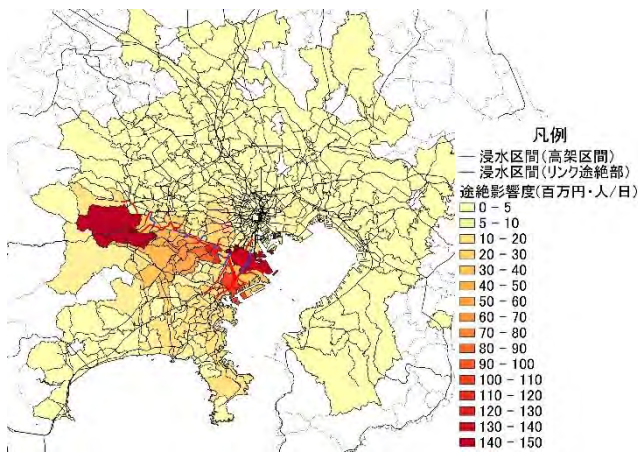 凡例
浸水区間(高架区間)
浸水区間(リンク途絶部)
途絶影響度(百万円・人/日)
0 - 5
5 - 10
10 - 20
20 - 30
30 - 40
40 - 50
50 - 60
60 - 70
70 - 80
80 - 90
90 - 100
100 - 110
110 - 120
120 - 130
130 - 140
140 - 150